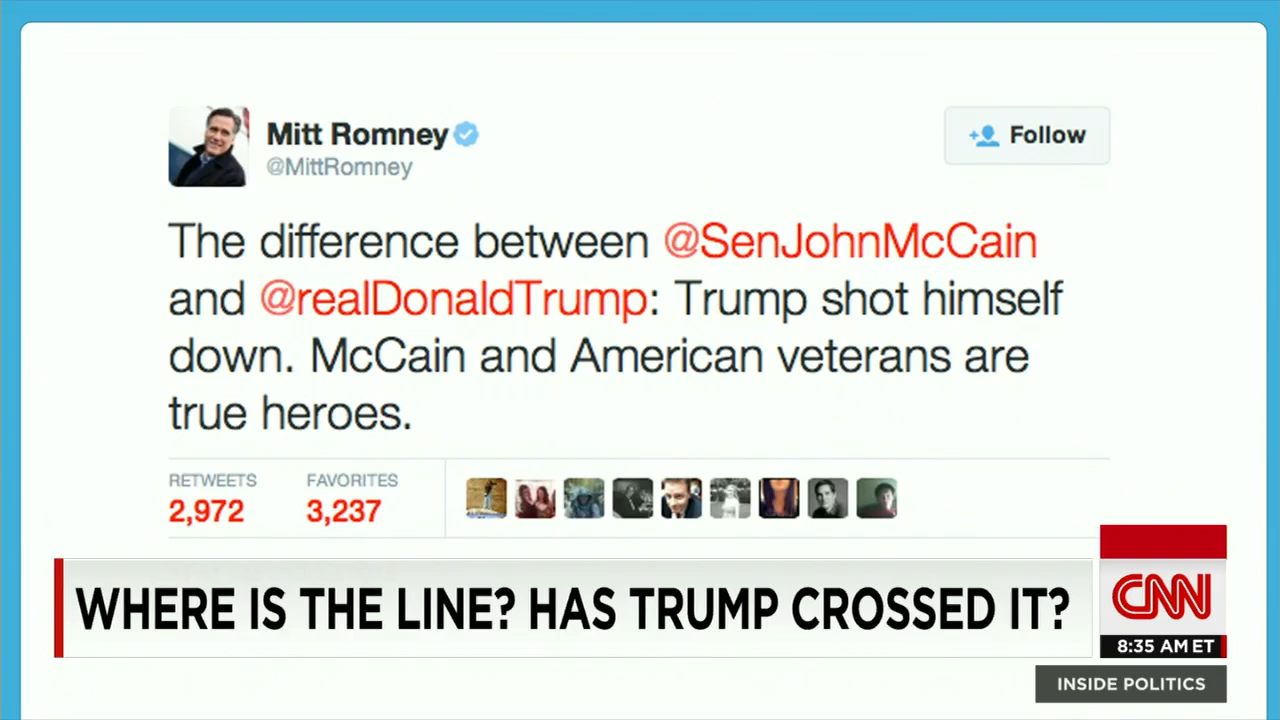 Mitt Romney
@MittRomney
Follow
The difference between @SenJohnMcCain
and @realDonaldTrump: Trump shot himself
down. McCain and American veterans are
true heroes.
RETWEETS
2,972
FAVORITES
3,237
WHERE IS THE LINE? HAS TRUMP CROSSED IT?
CNN
8:35 AM ET
INSIDE POLITICS